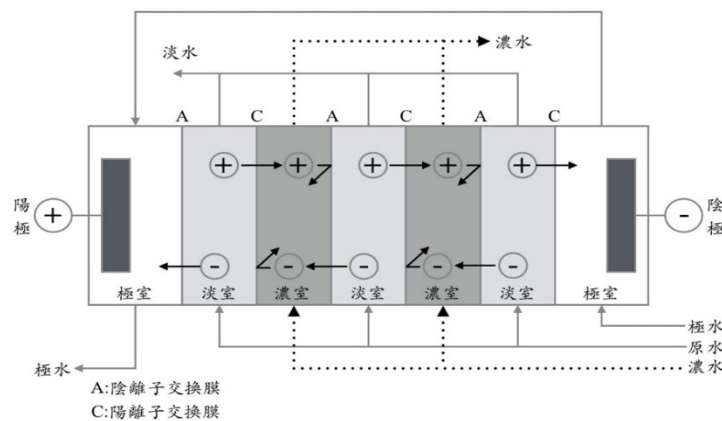 濃水
淡水
A C A C A C
陽極
+
陰極
-
+ + + + +
- - - - -
極室 淡室 濃室 淡室 濃室 淡室 極室
極水
原水
濃水
極水
A:陰離子交換膜
C:陽離子交換膜